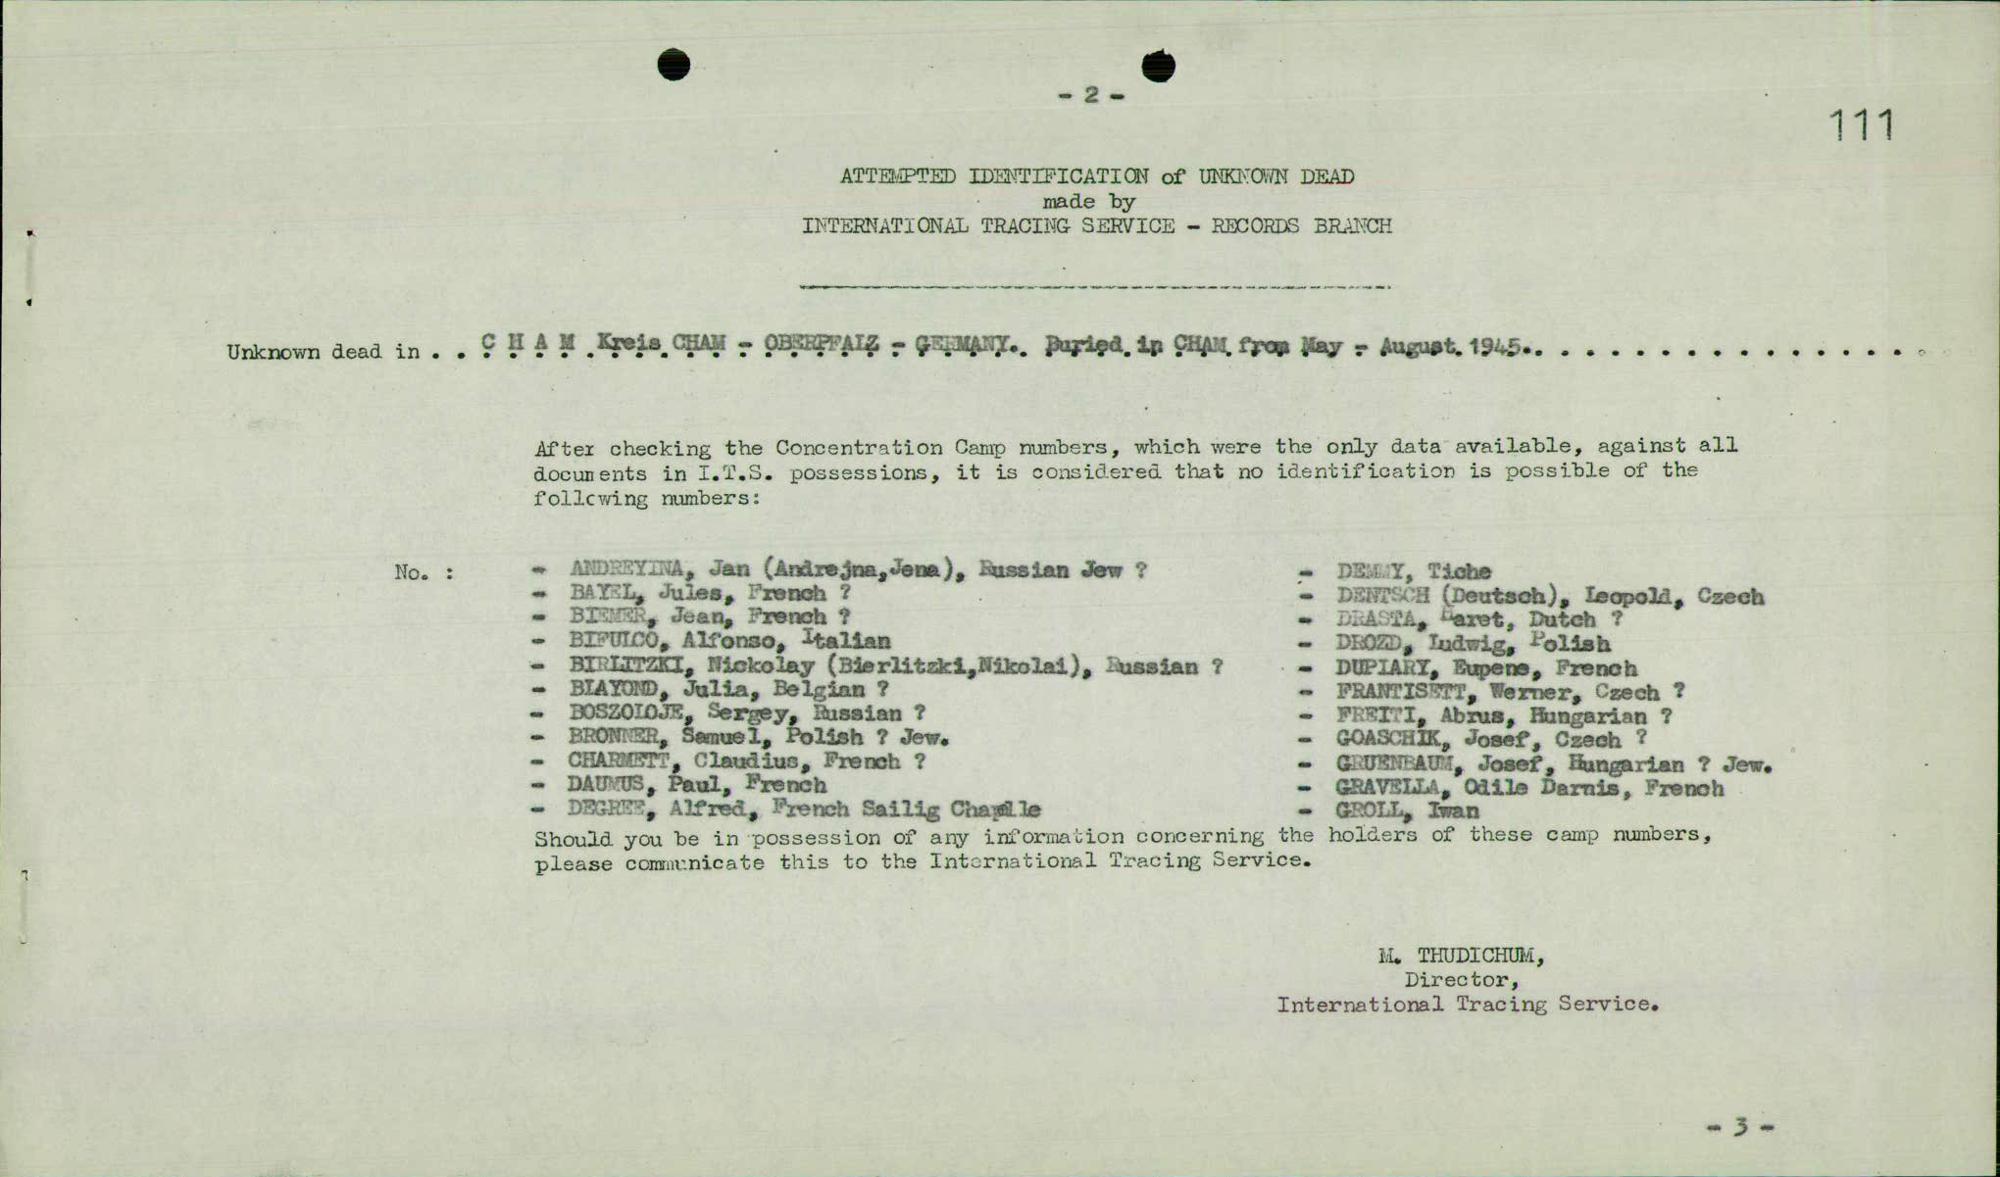 - 2 -
111
ATTEMPTED IDENTIFICATION of UNKNOWN DEAD
made by
INTERNATIONAL TRACING SERVICE - RECORDS BRANCH
Unknown dead in . . C H A M . Kreis CHAM - OBERPFALZ - GERMANY. Buried in CHAM from May - August 1945. . . . . . . . . . . . . . . . .
After checking the Concentration Camp numbers, which were the only data available, against all
documents in I.T.S. possessions, it is considered that no identification is possible of the
following numbers:
No. :
- ANDREYINA, Jan (Andrejna,Jena), Russian Jew ?
- BAYEL, Jules, French ?
- BIEMER, Jean, French ?
- BIFULCO, Alfonso, Italian
- BIRLITZKI, Nickolay (Bierlitzki,Nikolai), Russian ?
- BLAYOND, Julia, Belgian ?
- BOSZOLOJE, Sergey, Russian ?
- BRONNER, Samuel, Polish ? Jew.
- CHARMETT, Claudius, French ?
- DAUMUS, Paul, French
- DEGREE, Alfred, French Sailig Chaplle
- Tiche
- DENTSCH (Deutsch), Leopold, Czech
- DRASTA, Dutch ?
- DROZD, Ludwig, Polish
- DUPIARY, Eupene, French
- FRANTISETT, Werner, Czech ?
- FREITI, Abrus, Hungarian ?
- GOASCHIK, Josef, Czech ?
- GRUENBAUM, Josef, Hungarian ? Jew.
- GRAVELLA, Odile Darnis, French
- GROLL, Iwan
Should you be in possession of any information concerning the holders of these camp numbers,
please communicate this to the International Tracing Service.
M. THUDICHUM,
Director,
International Tracing Service.
- 3 -